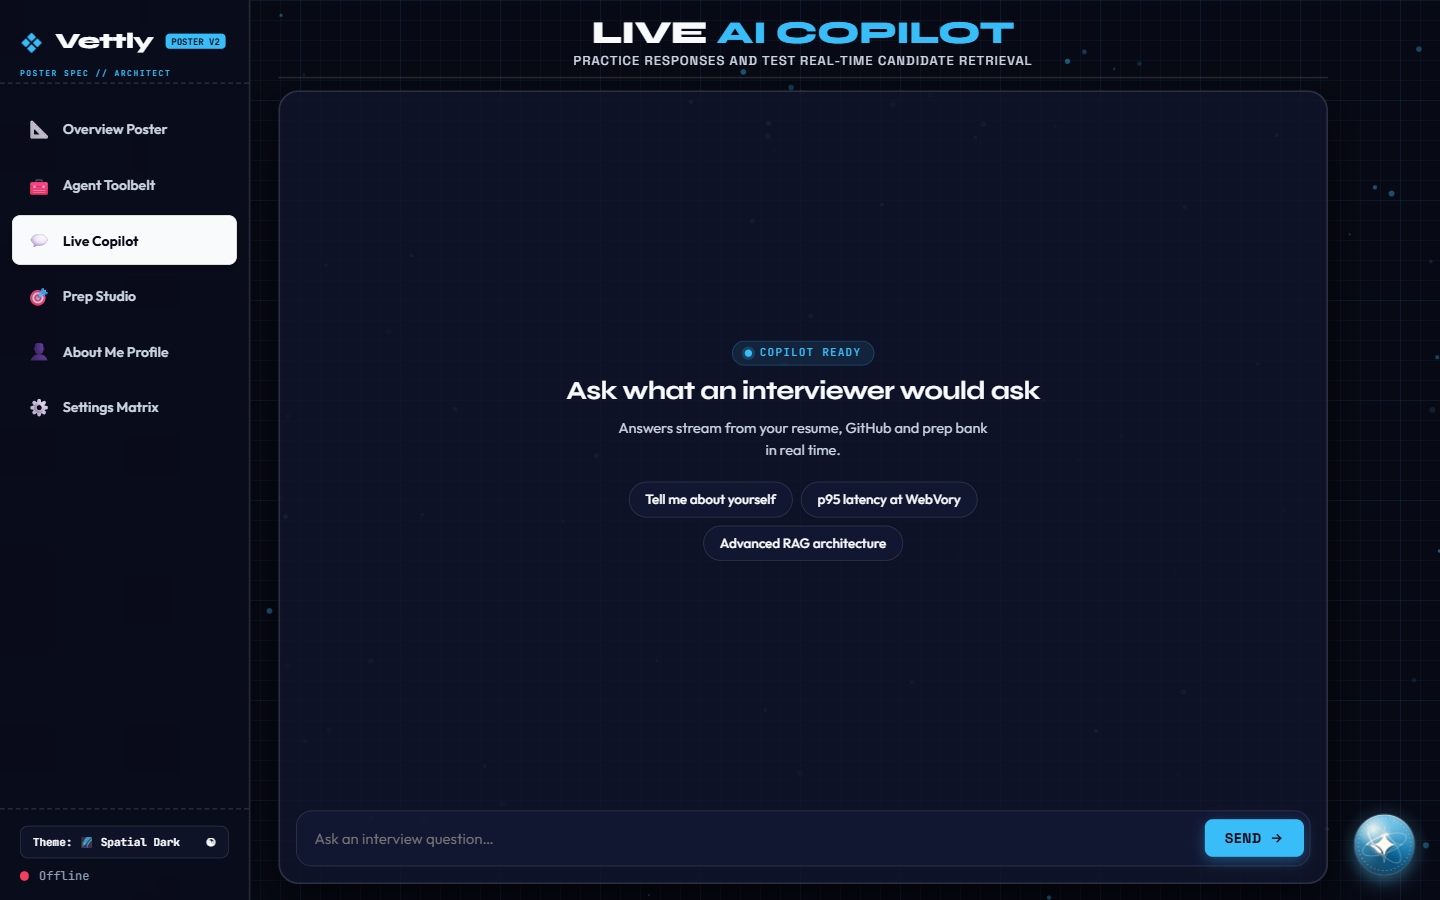 Vettly POSTER V2
POSTER SPEC // ARCHITECT
Overview Poster
Agent Toolbelt
Live Copilot
Prep Studio
About Me Profile
Settings Matrix
Theme: Spatial Dark
Offline
LIVE AI COPILOT
PRACTICE RESPONSES AND TEST REAL-TIME CANDIDATE RETRIEVAL
COPILOT READY
Ask what an interviewer would ask
Answers stream from your resume, GitHub and prep bank
in real time.
Tell me about yourself
p95 latency at WebVory
Advanced RAG architecture
Ask an interview question...
SEND →